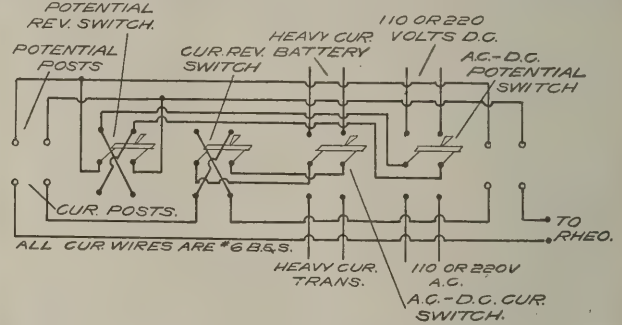 POTENTIAL
REV. SWITCH.
POTENTIAL
POSTS
CUR. REV.
SWITCH
HEAVY CUR.
BATTERY
110 OR 220
VOLTS D.C.
A.C.-D.C.
POTENTIAL
SWITCH
CUR. POSTS.
TO
RHEO.
ALL CUR. WIRES ARE #6 B.&S.
HEAVY CUR.
TRANS.
110 OR 220V
A.C.
A.C.-D.C. CUR.
SWITCH.